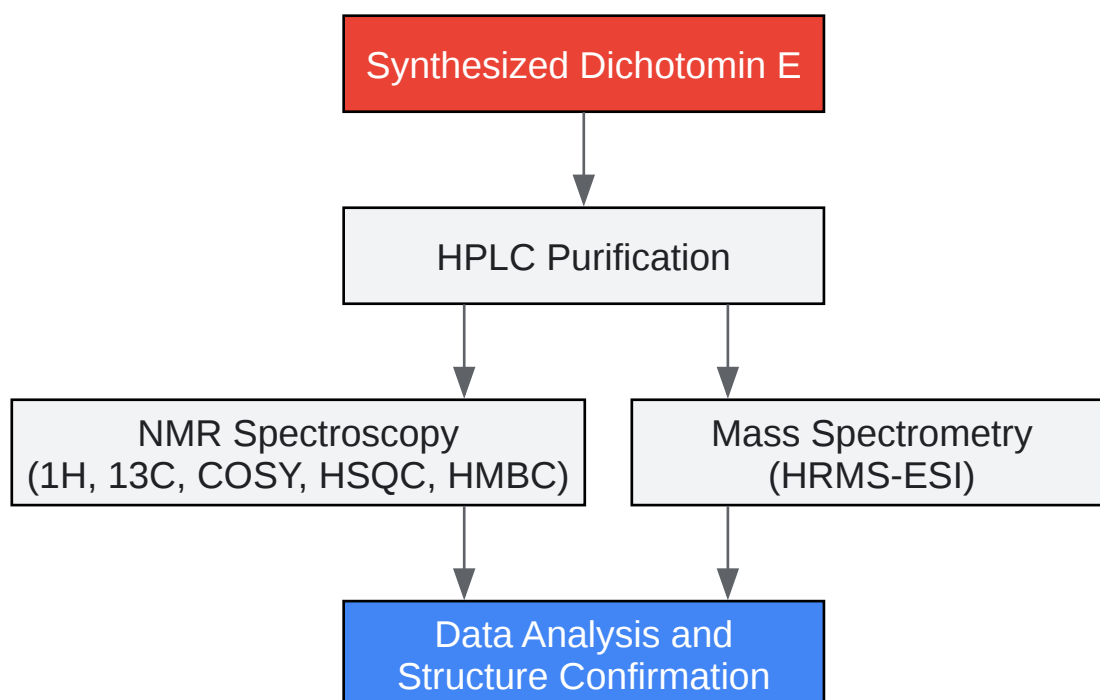 Synthesized Dichotomin E
HPLC Purification
NMR Spectroscopy
(1H, 13C, COSY, HSQC, HMBC)
Mass Spectrometry
(HRMS-ESI)
Data Analysis and
Structure Confirmation